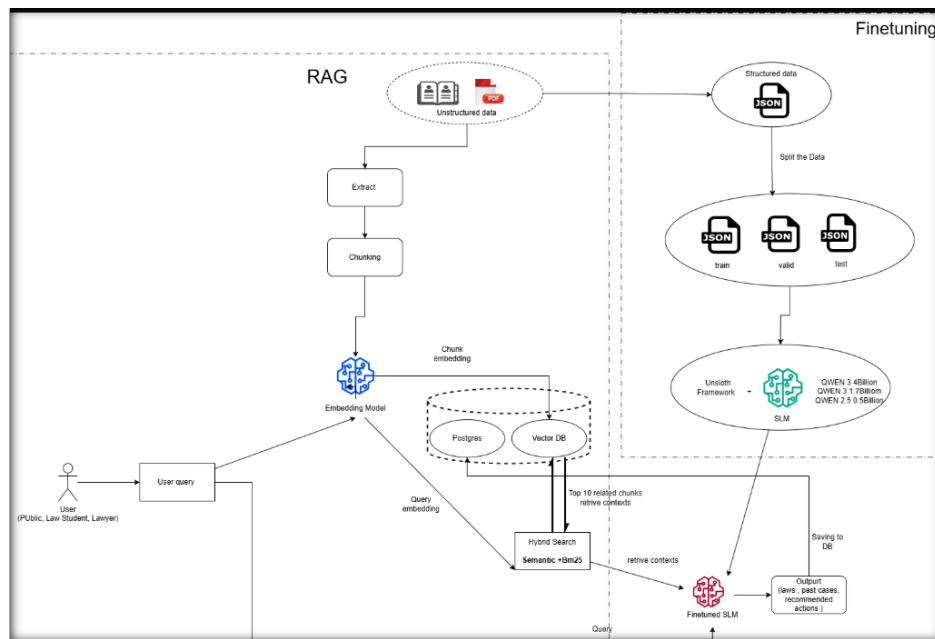 Finetuning
RAG
PDF
Unstructured data
Structured data
JSON
Split the Data
Extract
JSON
JSON
JSON
train
valid
test
Chunking
Chunk
embedding
Embedding Model
Unsloth
Framework
+
SLM
QWEN 3 4Billion
QWEN 3 1.7Billiom
QWEN 2.5 0.5Billion
Postgres
Vector DB
User
(PUblic, Law Student, Lawyer)
User query
Query
embedding
Top 10 related chunks
retrive contexts
Hybrid Search
Semantic +Bm25
retrive contexts
Saving to
DB
Finetuned SLM
Outpurt
(laws , past cases,
recommended
actions )
Query